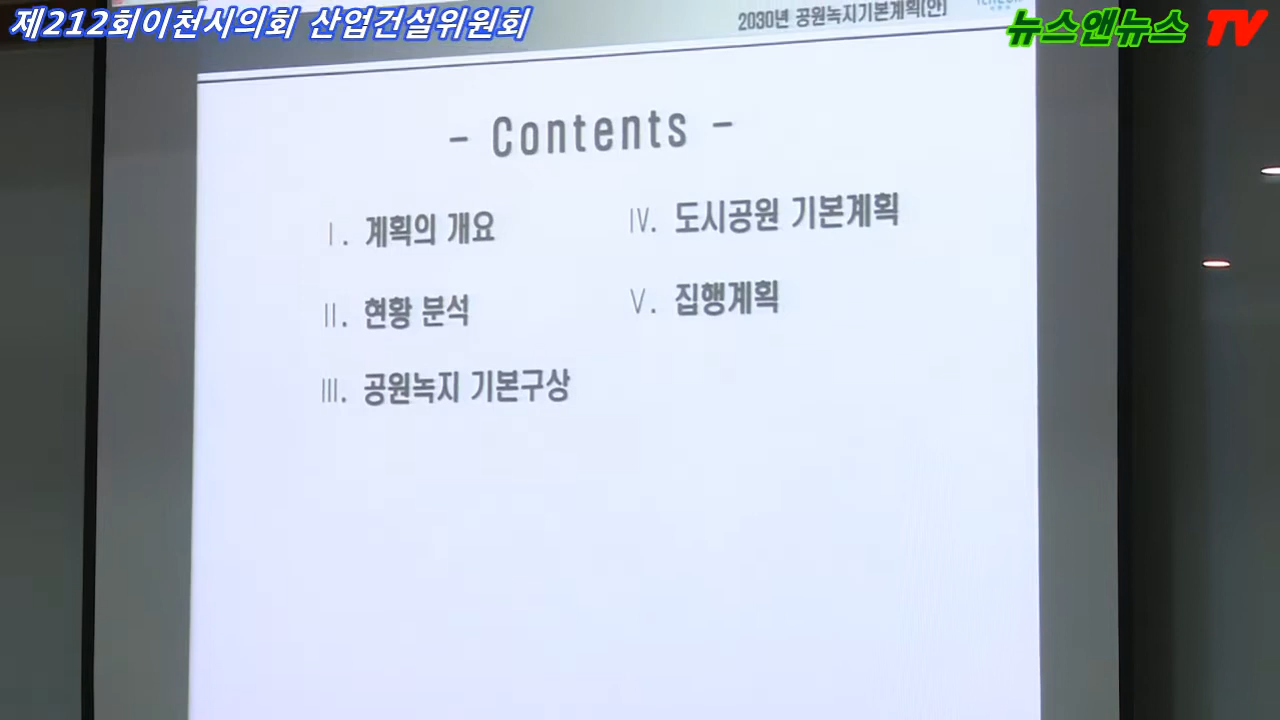 제212회이천시의회 산업건설위원회
2030년 공원녹지기본계획(안)
뉴스앤뉴스 TV
- Contents -
Ⅰ. 계획의 개요
Ⅱ. 현황 분석
Ⅲ. 공원녹지 기본구상
Ⅳ. 도시공원 기본계획
Ⅴ. 집행계획